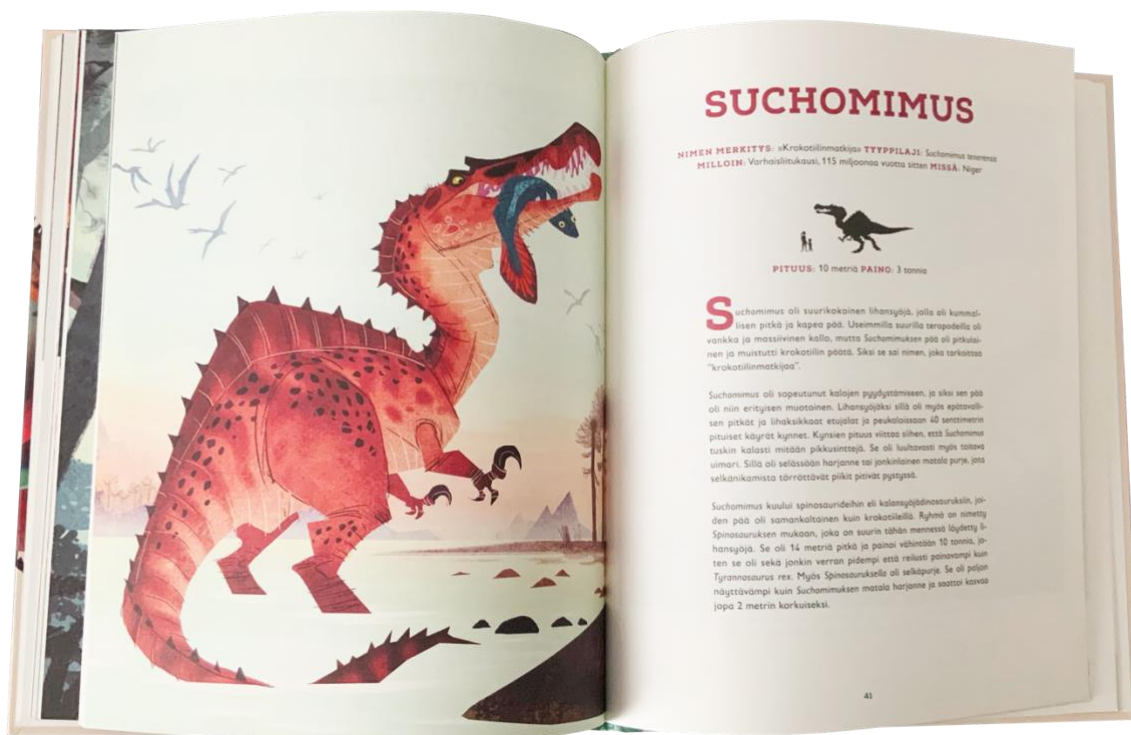 SUCHOMIMUS
NIMEN MERKITYS: »Krokotiilinmatkija» TYYPPILAJI: Suchomimus tenerensis
MILLOIN: Varhaisliitukausi, 115 miljoonaa vuotta sitten MISSÄ: Niger
PITUUS: 10 metriä PAINO: 3 tonnia
Suchomimus oli suurikokoinen lihansyöjä, jolla oli kummal-
lisen pitkä ja kapea pää. Useimmilla suurilla teropodeilla oli
vankka ja massiivinen kallo, mutta Suchomimuksen pää oli pitkulai-
nen ja muistutti krokotiilin päätä. Siksi se sai nimen, joka tarkoittaa
"krokotiilinmatkijaa".
Suchomimus oli sopeutunut kalojen pyydystämiseen, ja siksi sen pää
oli niin erityisen muotoinen. Lihansyöjäksi sillä oli myös epätavalli-
sen pitkät ja lihaksikkaat etujalat ja peukaloissaan 40 senttimetrin
pituiset käyrät kynnet. Kynsien pituus viittaa siihen, että Suchomimus
tuskin kalasti mitään pikkusinttejä. Se oli luultavasti myös taitava
uimari. Sillä oli selässään harjanne tai jonkinlainen matala purje, jota
selkänikamista törröttävät piikit pitivät pystyssä.
Suchomimus kuului spinosaurideihin eli kalansyöjädinosauruksiin, joi-
den pää oli samankaltainen kuin krokotiileillä. Ryhmä on nimetty
Spinosauruksen mukaan, joka on suurin tähän mennessä löydetty li-
hansyöjä. Se oli 14 metriä pitkä ja painoi vähintään 10 tonnia, jo-
ten se oli sekä jonkin verran pidempi että reilusti painavampi kuin
Tyrannosaurus rex. Myös Spinosauruksella oli selkäpurje. Se oli paljon
näyttävämpi kuin Suchomimuksen matala harjanne ja saattoi kasvaa
jopa 2 metrin korkuiseksi.
41